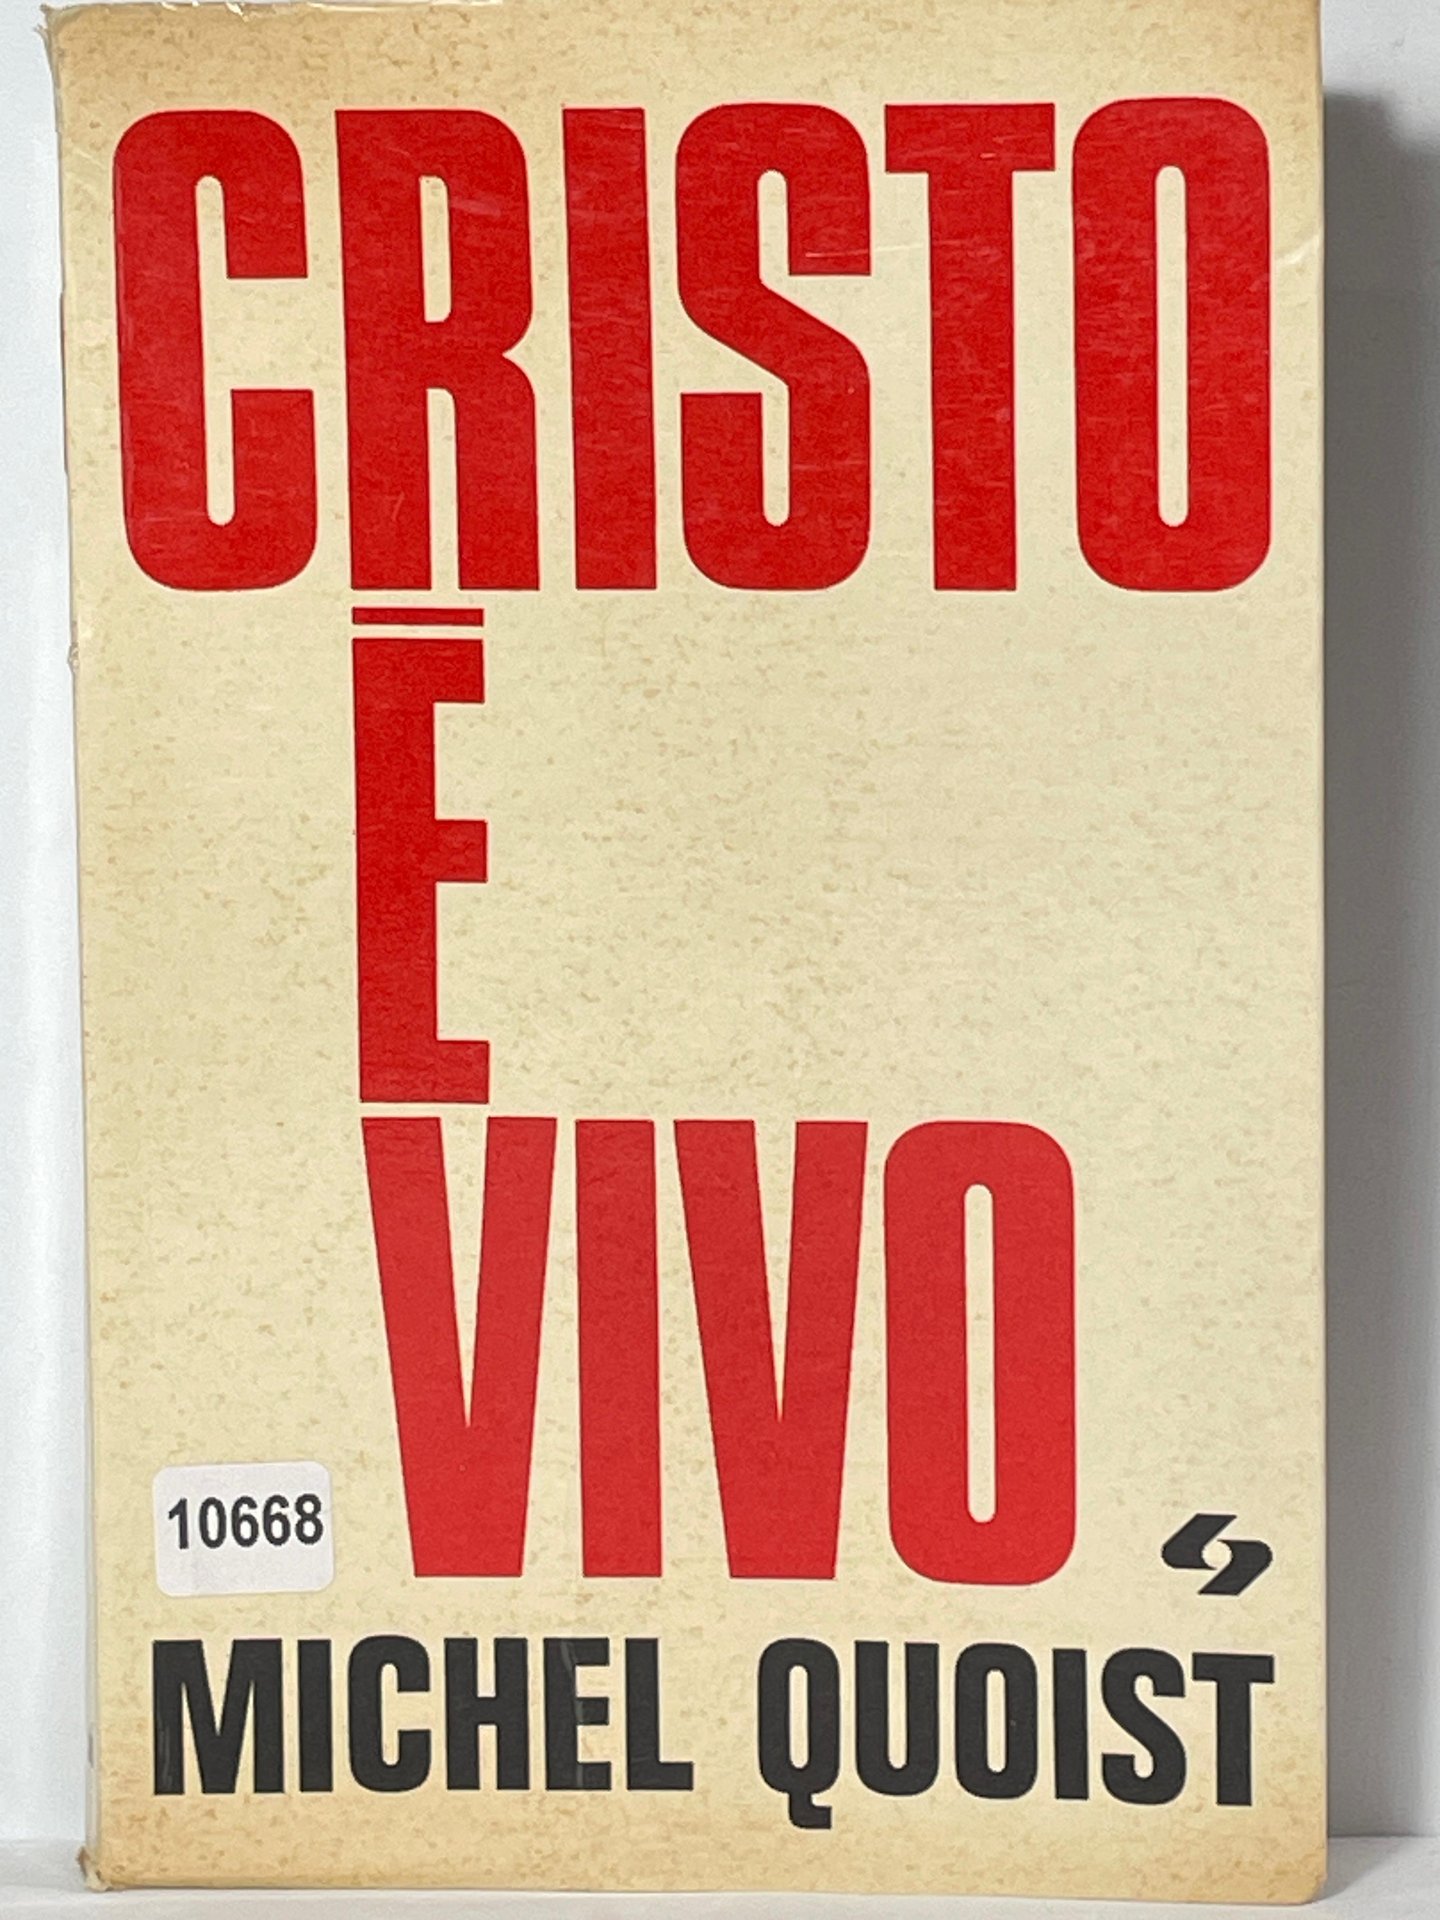 CRISTO
É
VIVO
10668
MICHEL QUOIST